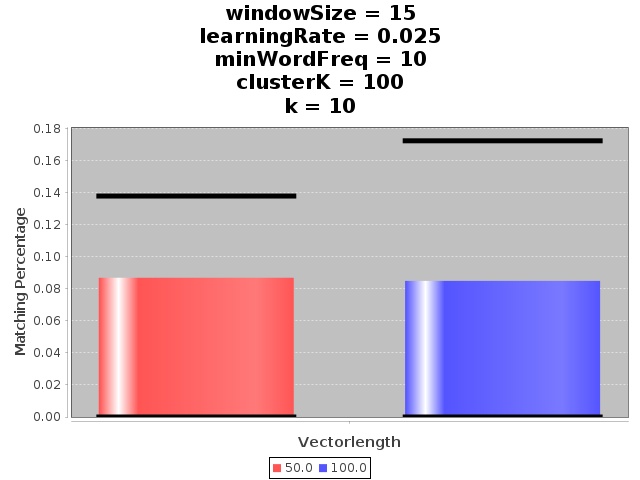 windowSize = 15
learningRate = 0.025
minWordFreq = 10
clusterK = 100
k = 10
0.18
0.16
0.14
0.12
0.10
0.08
0.06
0.04
0.02
0.00
Matching Percentage
Vectorlength
50.0 100.0